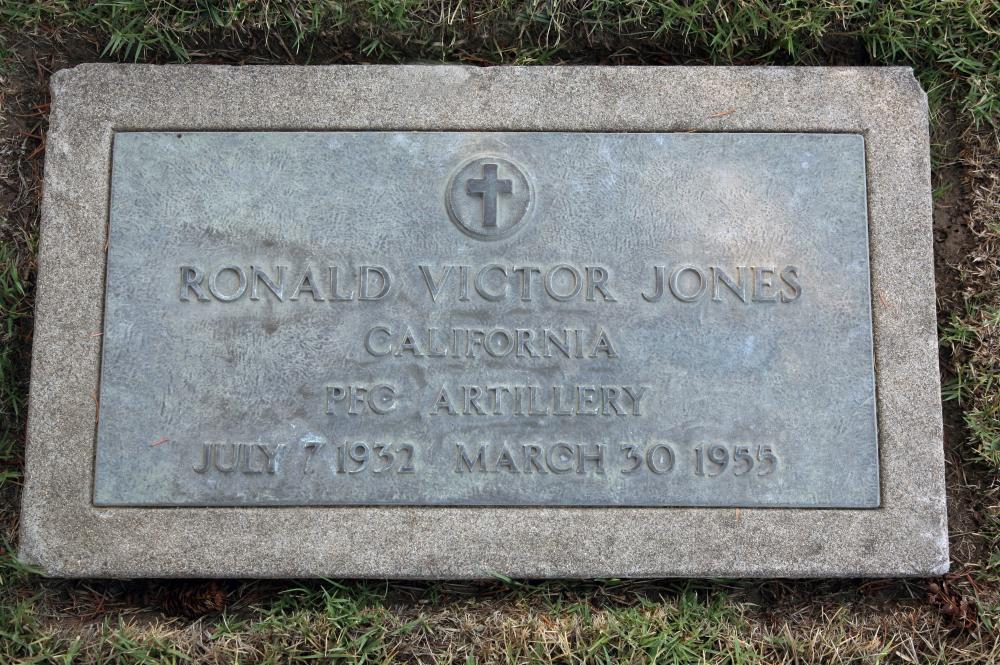 RONALD VICTOR JONES
CALIFORNIA
PFC ARTILLERY
JULY 7 1932 MARCH 30 1955